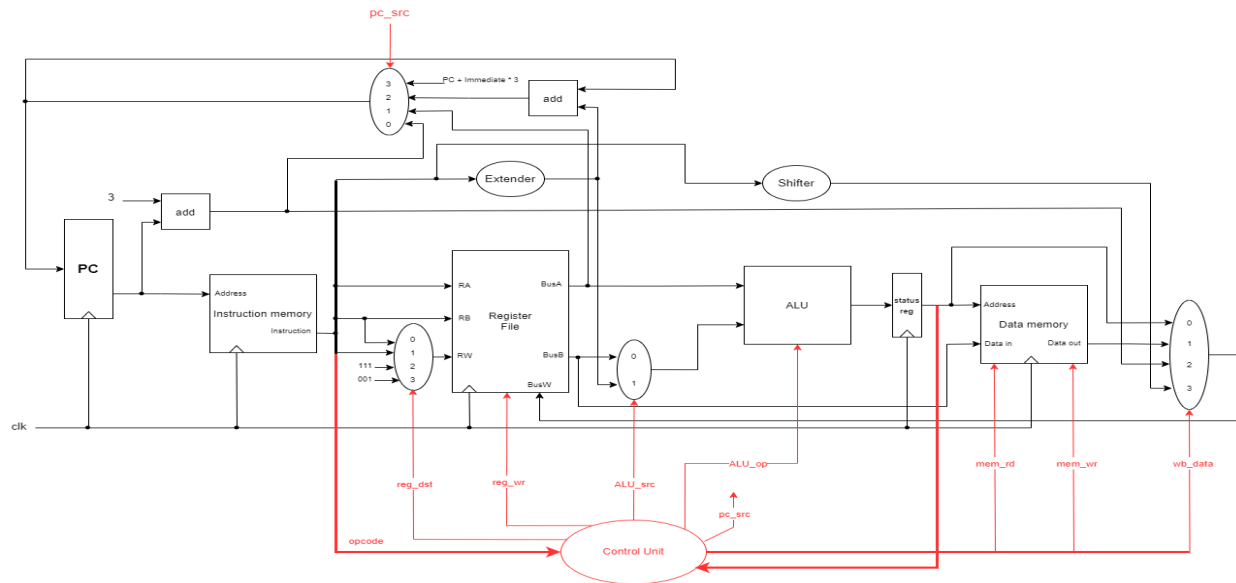 pc_src
PC + Immediate * 3
3
2
1
0
add
Extender
Shifter
3
add
PC
Address
Instruction memory
Instruction
RA
RB
RW
Register
File
BusA
BusB
BusW
0
1
2
3
111
001
0
1
ALU
status
reg
Address
Data memory
Data in
Data out
0
1
2
3
clk
reg_dst
reg_wr
ALU_src
ALU_op
pc_src
mem_rd
mem_wr
wb_data
opcode
Control Unit